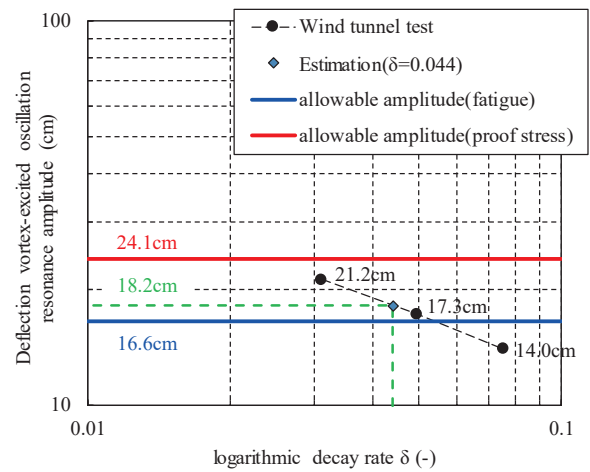 100
Wind tunnel test
Estimation(δ=0.044)
allowable amplitude(fatigue)
allowable amplitude(proof stress)
Deflection vortex-excited oscillation
resonance amplitude (cm)
24.1cm
21.2cm
18.2cm
17.3cm
16.6cm
14.0cm
10
0.01
0.1
logarithmic decay rate δ (-)